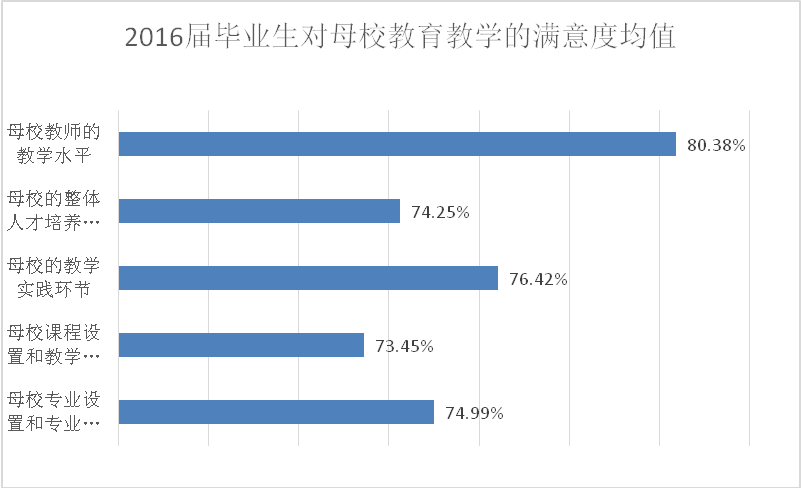 2016届毕业生对母校教育教学的满意度均值
母校教师的
教学水平
80.38%
母校的整体
人才培养…
74.25%
母校的教学
实践环节
76.42%
母校课程设
置和教学…
73.45%
母校专业设
置和专业…
74.99%